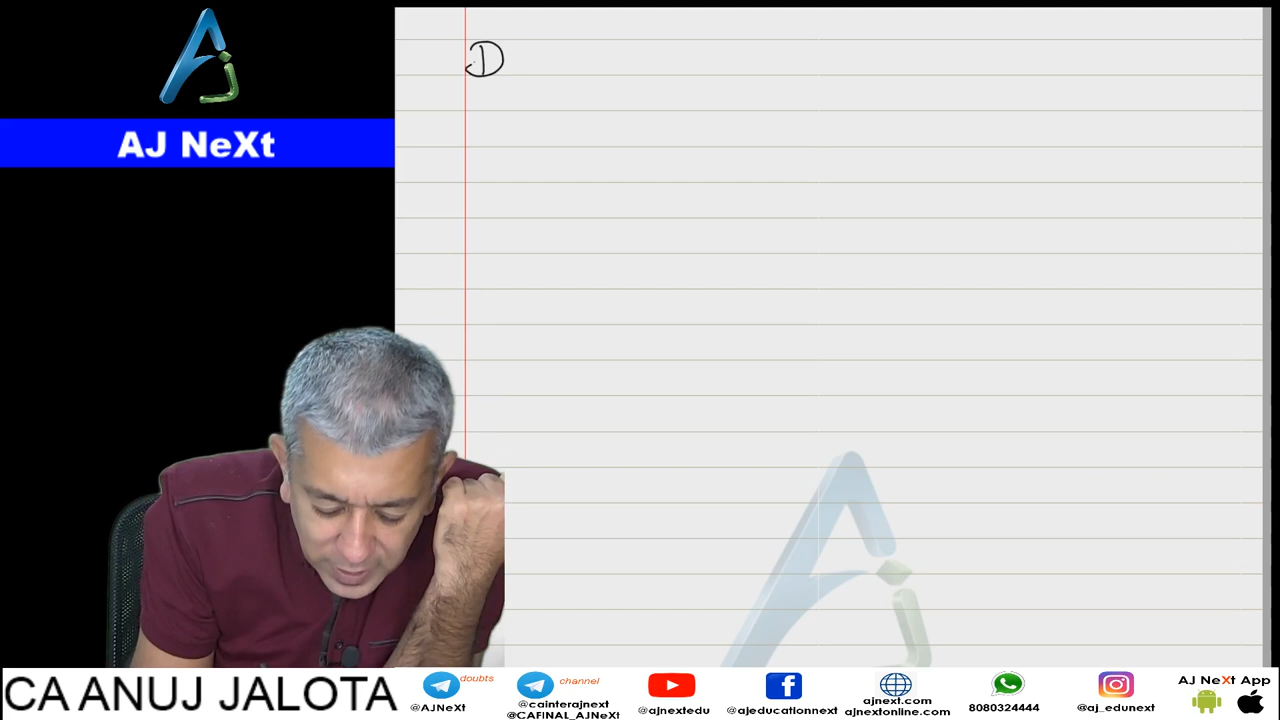 D
AJ NeXt
CA ANUJ JALOTA
doubts
@AJNeXt
channel
@cainterajnext
@CAFINAL_AJNeXt
@ajnextedu
@ajeducationnext
ajnext.com
ajnextonline.com
8080324444
@aj_edunext
AJ NeXt App